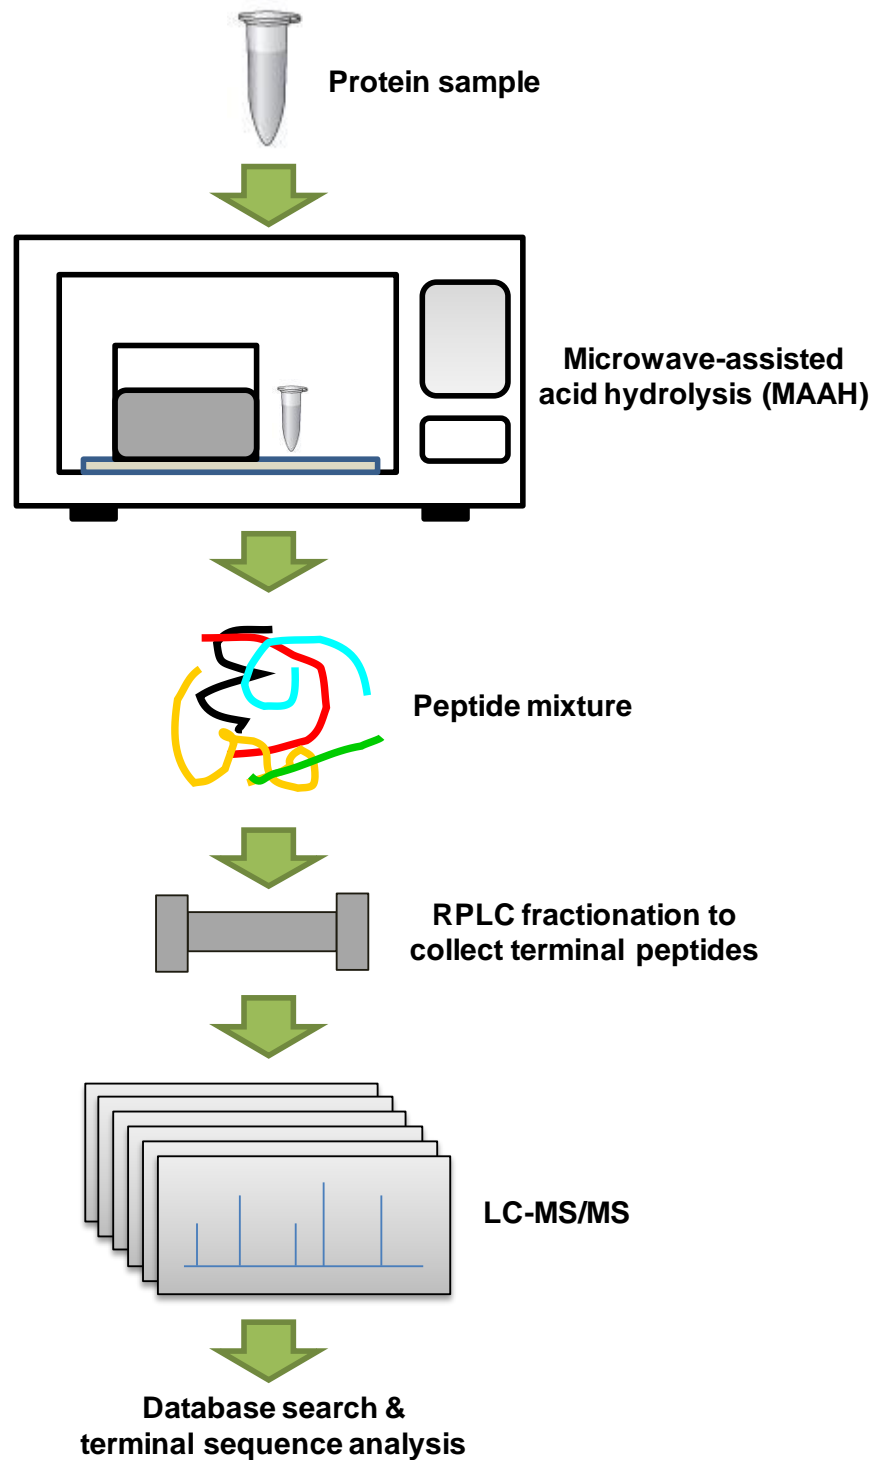 Protein sample
Microwave-assisted
acid hydrolysis (MAAH)
Peptide mixture
RPLC fractionation to
collect terminal peptides
LC-MS/MS
Database search &
terminal sequence analysis